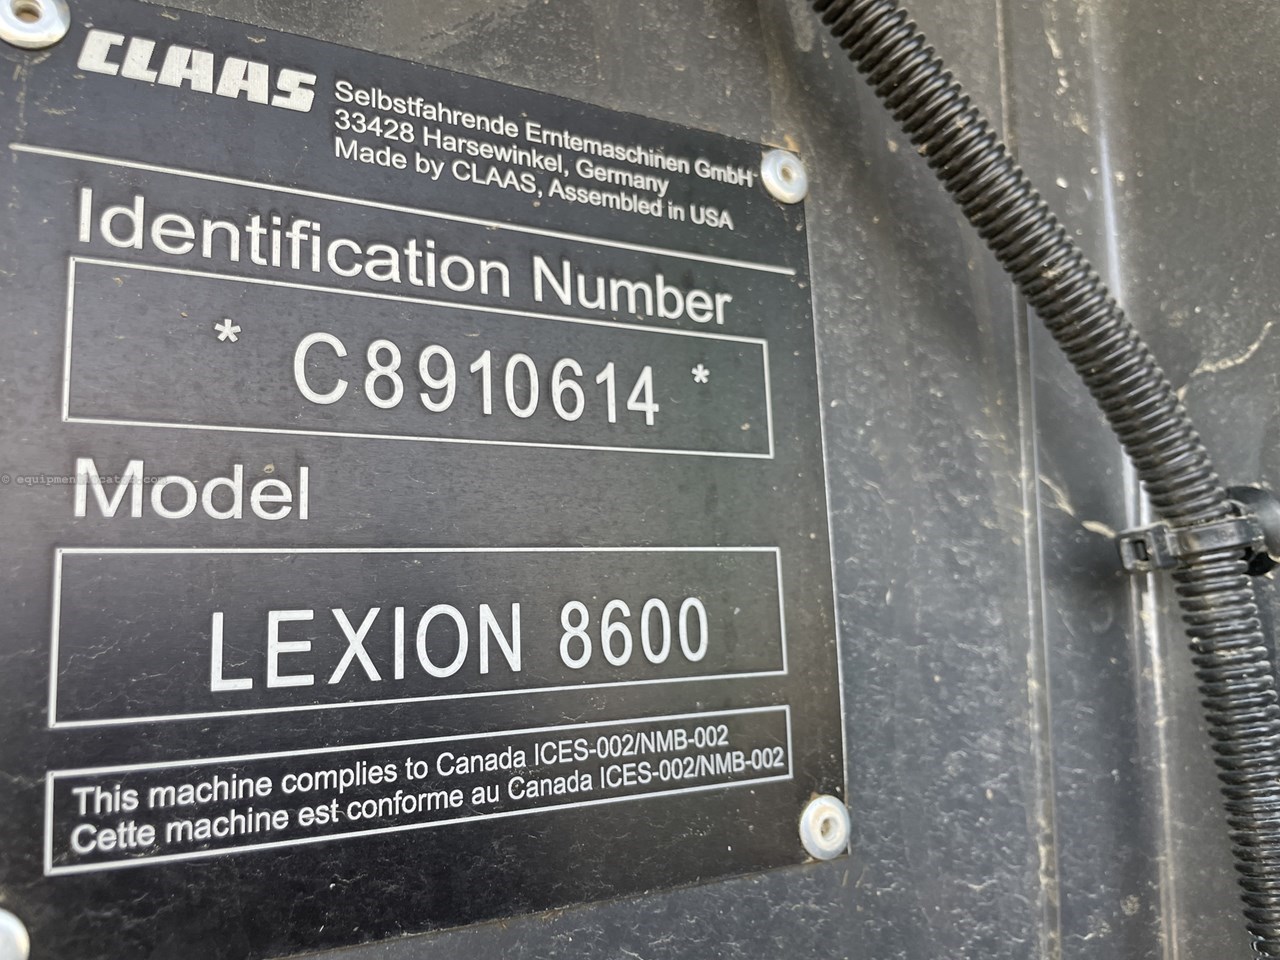 CLAAS
Selbstfahrende Erntemaschinen GmbH
33428 Harsewinkel, Germany
Made by CLAAS, Assembled in USA
Identification Number
* C8910614 *
Model
© equipmentlocator.com
LEXION 8600
This machine complies to Canada ICES-002/NMB-002
Cette machine est conforme au Canada ICES-002/NMB-002